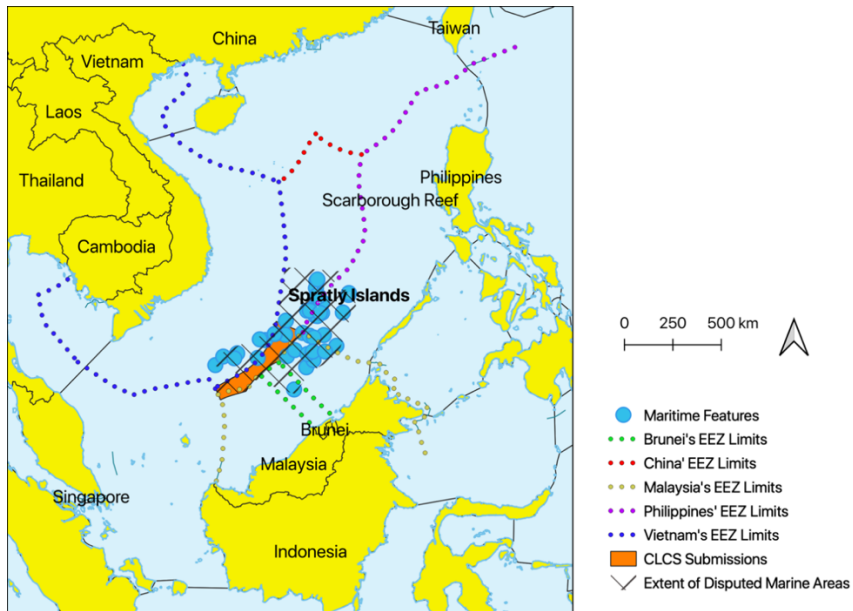 China
Taiwan
Vietnam
Laos
Thailand
Philippines
Scarborough Reef
Cambodia
Spratly Islands
Brunei
Malaysia
Singapore
Indonesia
0 250 500 km
Maritime Features
Brunei's EEZ Limits
China' EEZ Limits
Malaysia's EEZ Limits
Philippines' EEZ Limits
Vietnam's EEZ Limits
CLCS Submissions
Extent of Disputed Marine Areas